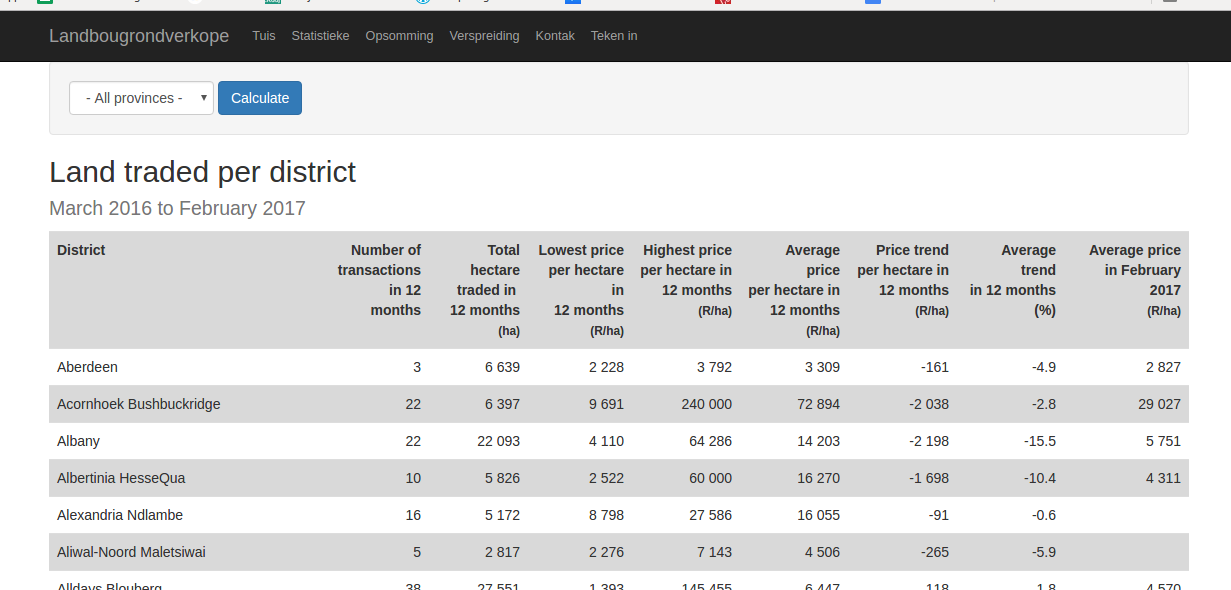 Landbougrondverkope Tuis Statistieke Opsomming Verspreiding Kontak Teken in
- All provinces - Calculate
Land traded per district
March 2016 to February 2017
District Number of transactions in 12 months Total hectare traded in 12 months (ha) Lowest price per hectare in 12 months (R/ha) Highest price per hectare in 12 months (R/ha) Average price per hectare in 12 months (R/ha) Price trend per hectare in 12 months (R/ha) Average trend in 12 months (%) Average price in February 2017 (R/ha)
Aberdeen 3 6 639 2 228 3 792 3 309 -161 -4.9 2 827
Acornhoek Bushbuckridge 22 6 397 9 691 240 000 72 894 -2 038 -2.8 29 027
Albany 22 22 093 4 110 64 286 14 203 -2 198 -15.5 5 751
Albertinia HesseQua 10 5 826 2 522 60 000 16 270 -1 698 -10.4 4 311
Alexandria Ndlambe 16 5 172 8 798 27 586 16 055 -91 -0.6
Aliwal-Noord Maletsiwai 5 2 817 2 276 7 143 4 506 -265 -5.9
Alldays Blouberg 38 27 551 1 393 145 455 6 447 118 1.8 4 570